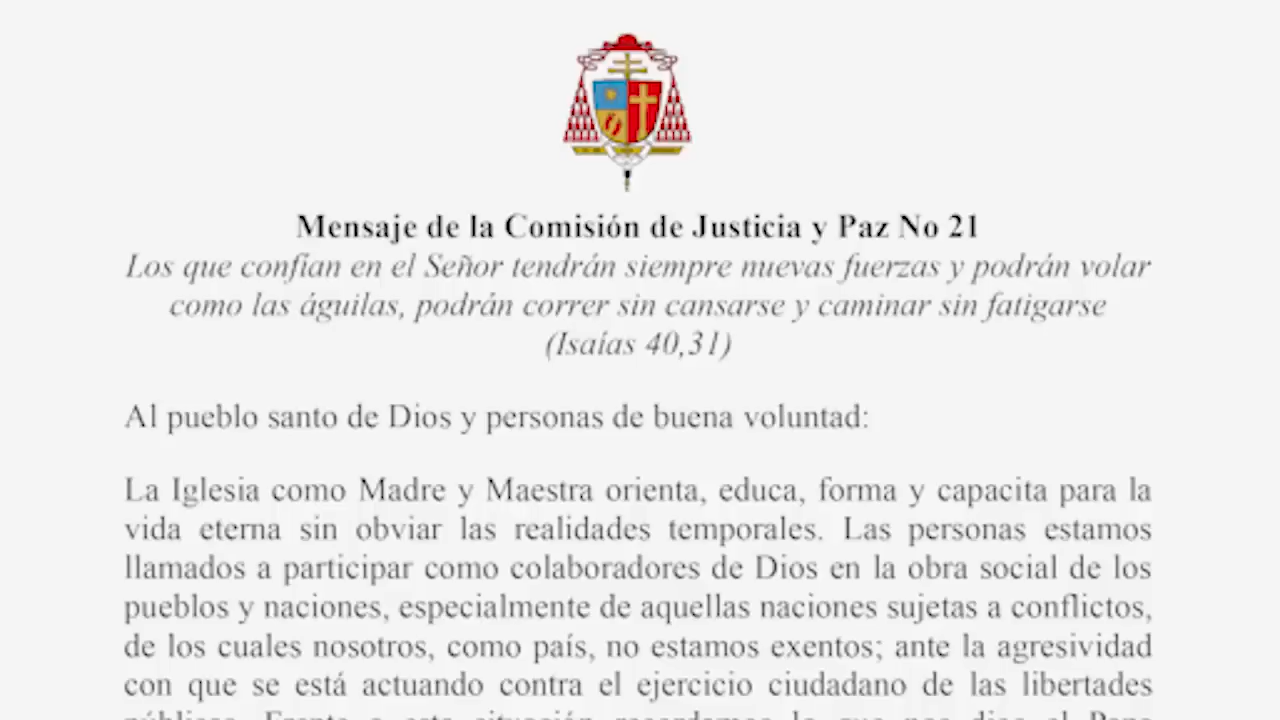 Mensaje de la Comisión de Justicia y Paz No 21
Los que confían en el Señor tendrán siempre nuevas fuerzas y podrán volar
como las águilas, podrán correr sin cansarse y caminar sin fatigarse
(Isaías 40,31)
Al pueblo santo de Dios y personas de buena voluntad:
La Iglesia como Madre y Maestra orienta, educa, forma y capacita para la
vida eterna sin obviar las realidades temporales. Las personas estamos
llamados a participar como colaboradores de Dios en la obra social de los
pueblos y naciones, especialmente de aquellas naciones sujetas a conflictos,
de los cuales nosotros, como país, no estamos exentos; ante la agresividad
con que se está actuando contra el ejercicio ciudadano de las libertades